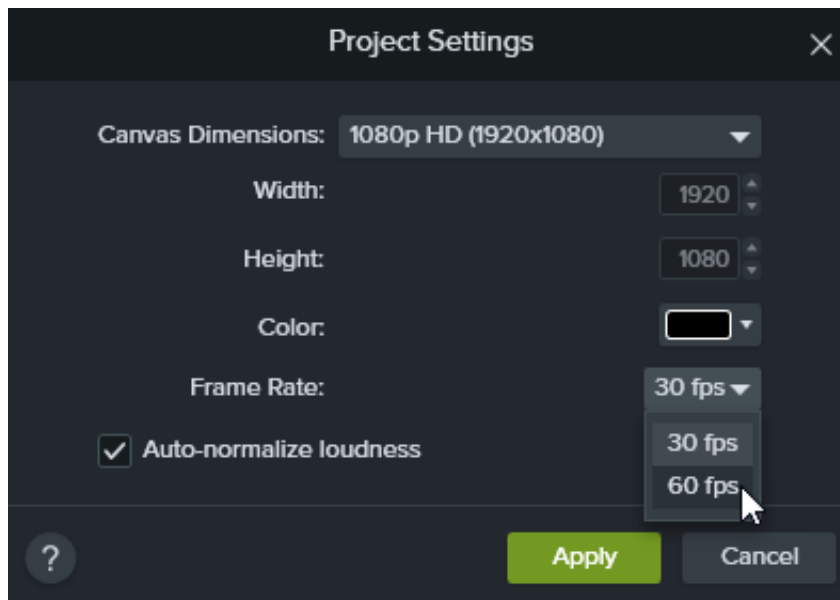 Project Settings
Canvas Dimensions: 1080p HD (1920x1080)
Width: 1920
Height: 1080
Color:
Frame Rate: 30 fps
30 fps
60 fps
Auto-normalize loudness
? Apply Cancel